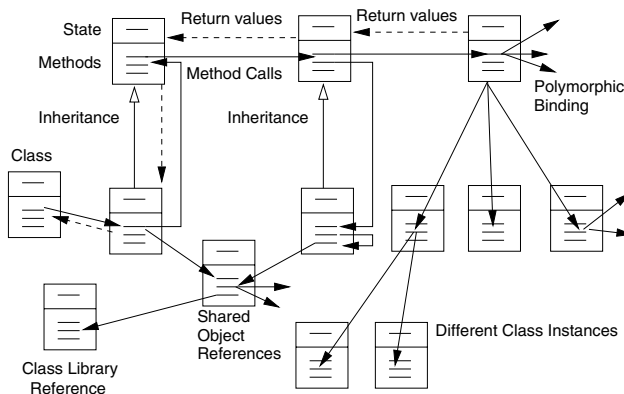 Return values
Return values
State
Methods
Method Calls
Polymorphic
Binding
Inheritance
Inheritance
Class
Shared
Object
References
Different Class Instances
Class Library
Reference